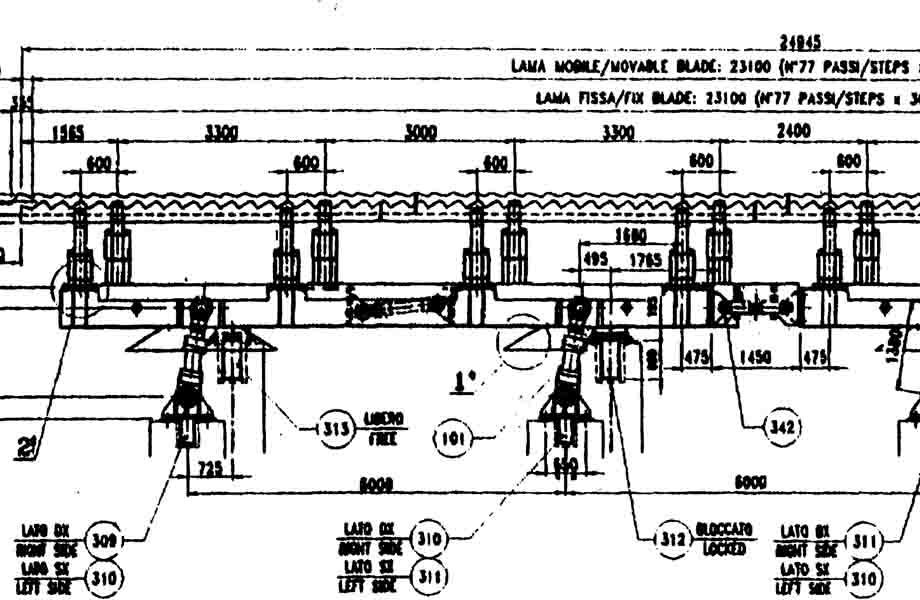 24945
LAMA MOBILE/MOVABLE BLADE: 23100 (N°77 PASSI/STEPS x
LAMA FISSA/FIX BLADE: 23100 (N°77 PASSI/STEPS x 30
1565 3300 3000 3300 2400
600 600 600 600 600
1680
495 1765
475 1450 475
1°
313 LIBERO
FREE
101
342
2°
725
650
6000 6000
LATO DX
RIGHT SIDE 309
LATO SX
LEFT SIDE 310
LATO DX
RIGHT SIDE 310
LATO SX
LEFT SIDE 311
312 BLOCCATO
LOCKED
LATO DX
RIGHT SIDE 311
LATO SX
LEFT SIDE 310